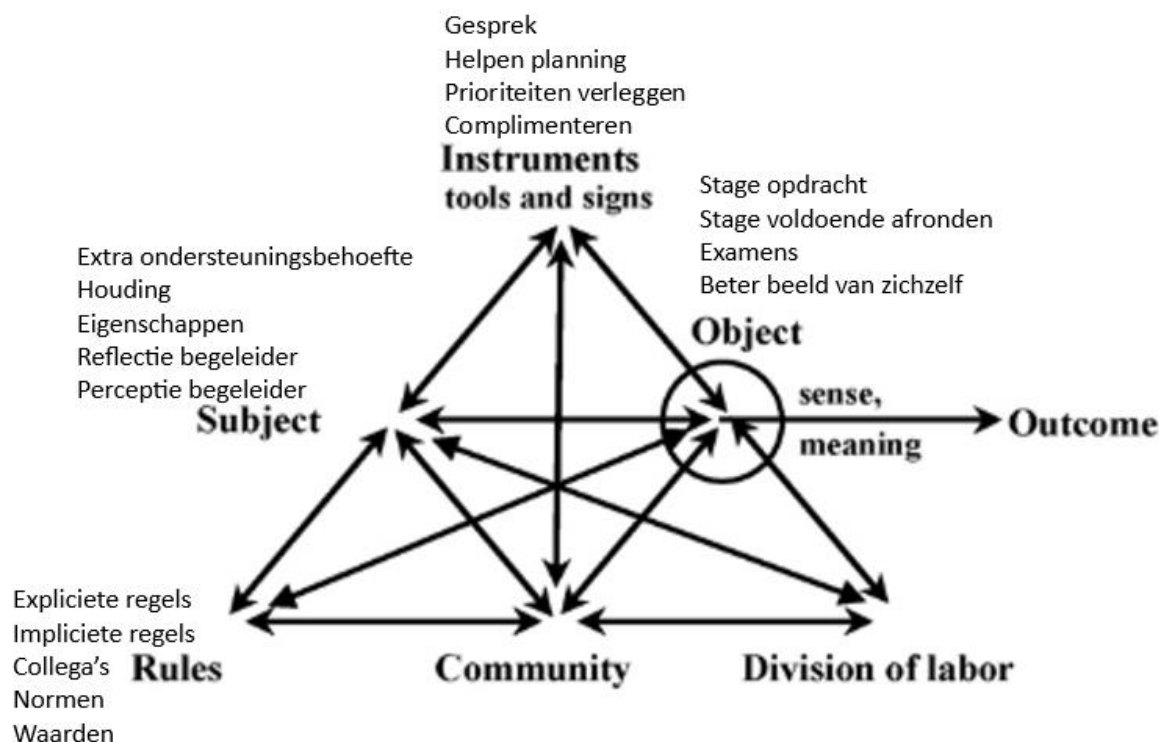 Gesprek
Helpen planning
Prioriteiten verleggen
Complimenteren
Instruments
tools and signs
Stage opdracht
Stage voldoende afronden
Examens
Beter beeld van zichzelf
Object
Extra ondersteuningsbehoefte
Houding
Eigenschappen
Reflectie begeleider
Perceptie begeleider
Subject
sense,
meaning
Outcome
Expliciete regels
Impliciete regels
Collega’s
Normen
Waarden
Rules
Community
Division of labor